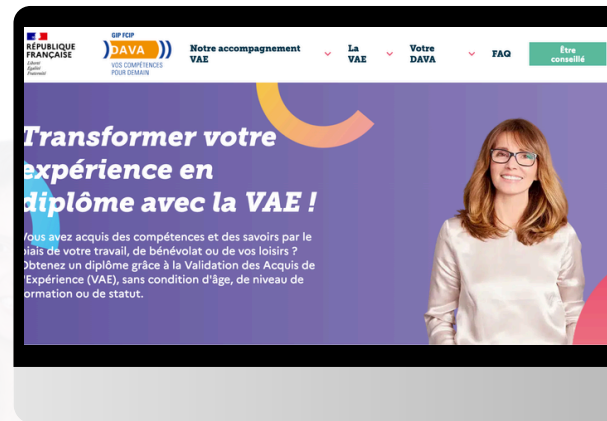 RÉPUBLIQUE
FRANÇAISE
Liberté
Égalité
Fraternité
GIP FCIP
DAVA
VOS COMPÉTENCES
POUR DEMAIN
Notre accompagnement
VAE
La
VAE
Votre
DAVA
FAQ
Être
conseillé
Transformer votre
expérience en
diplôme avec la VAE !
Vous avez acquis des compétences et des savoirs par le
biais de votre travail, de bénévolat ou de vos loisirs ?
Obtenez un diplôme grâce à la Validation des Acquis de
l'Expérience (VAE), sans condition d'âge, de niveau de
formation ou de statut.